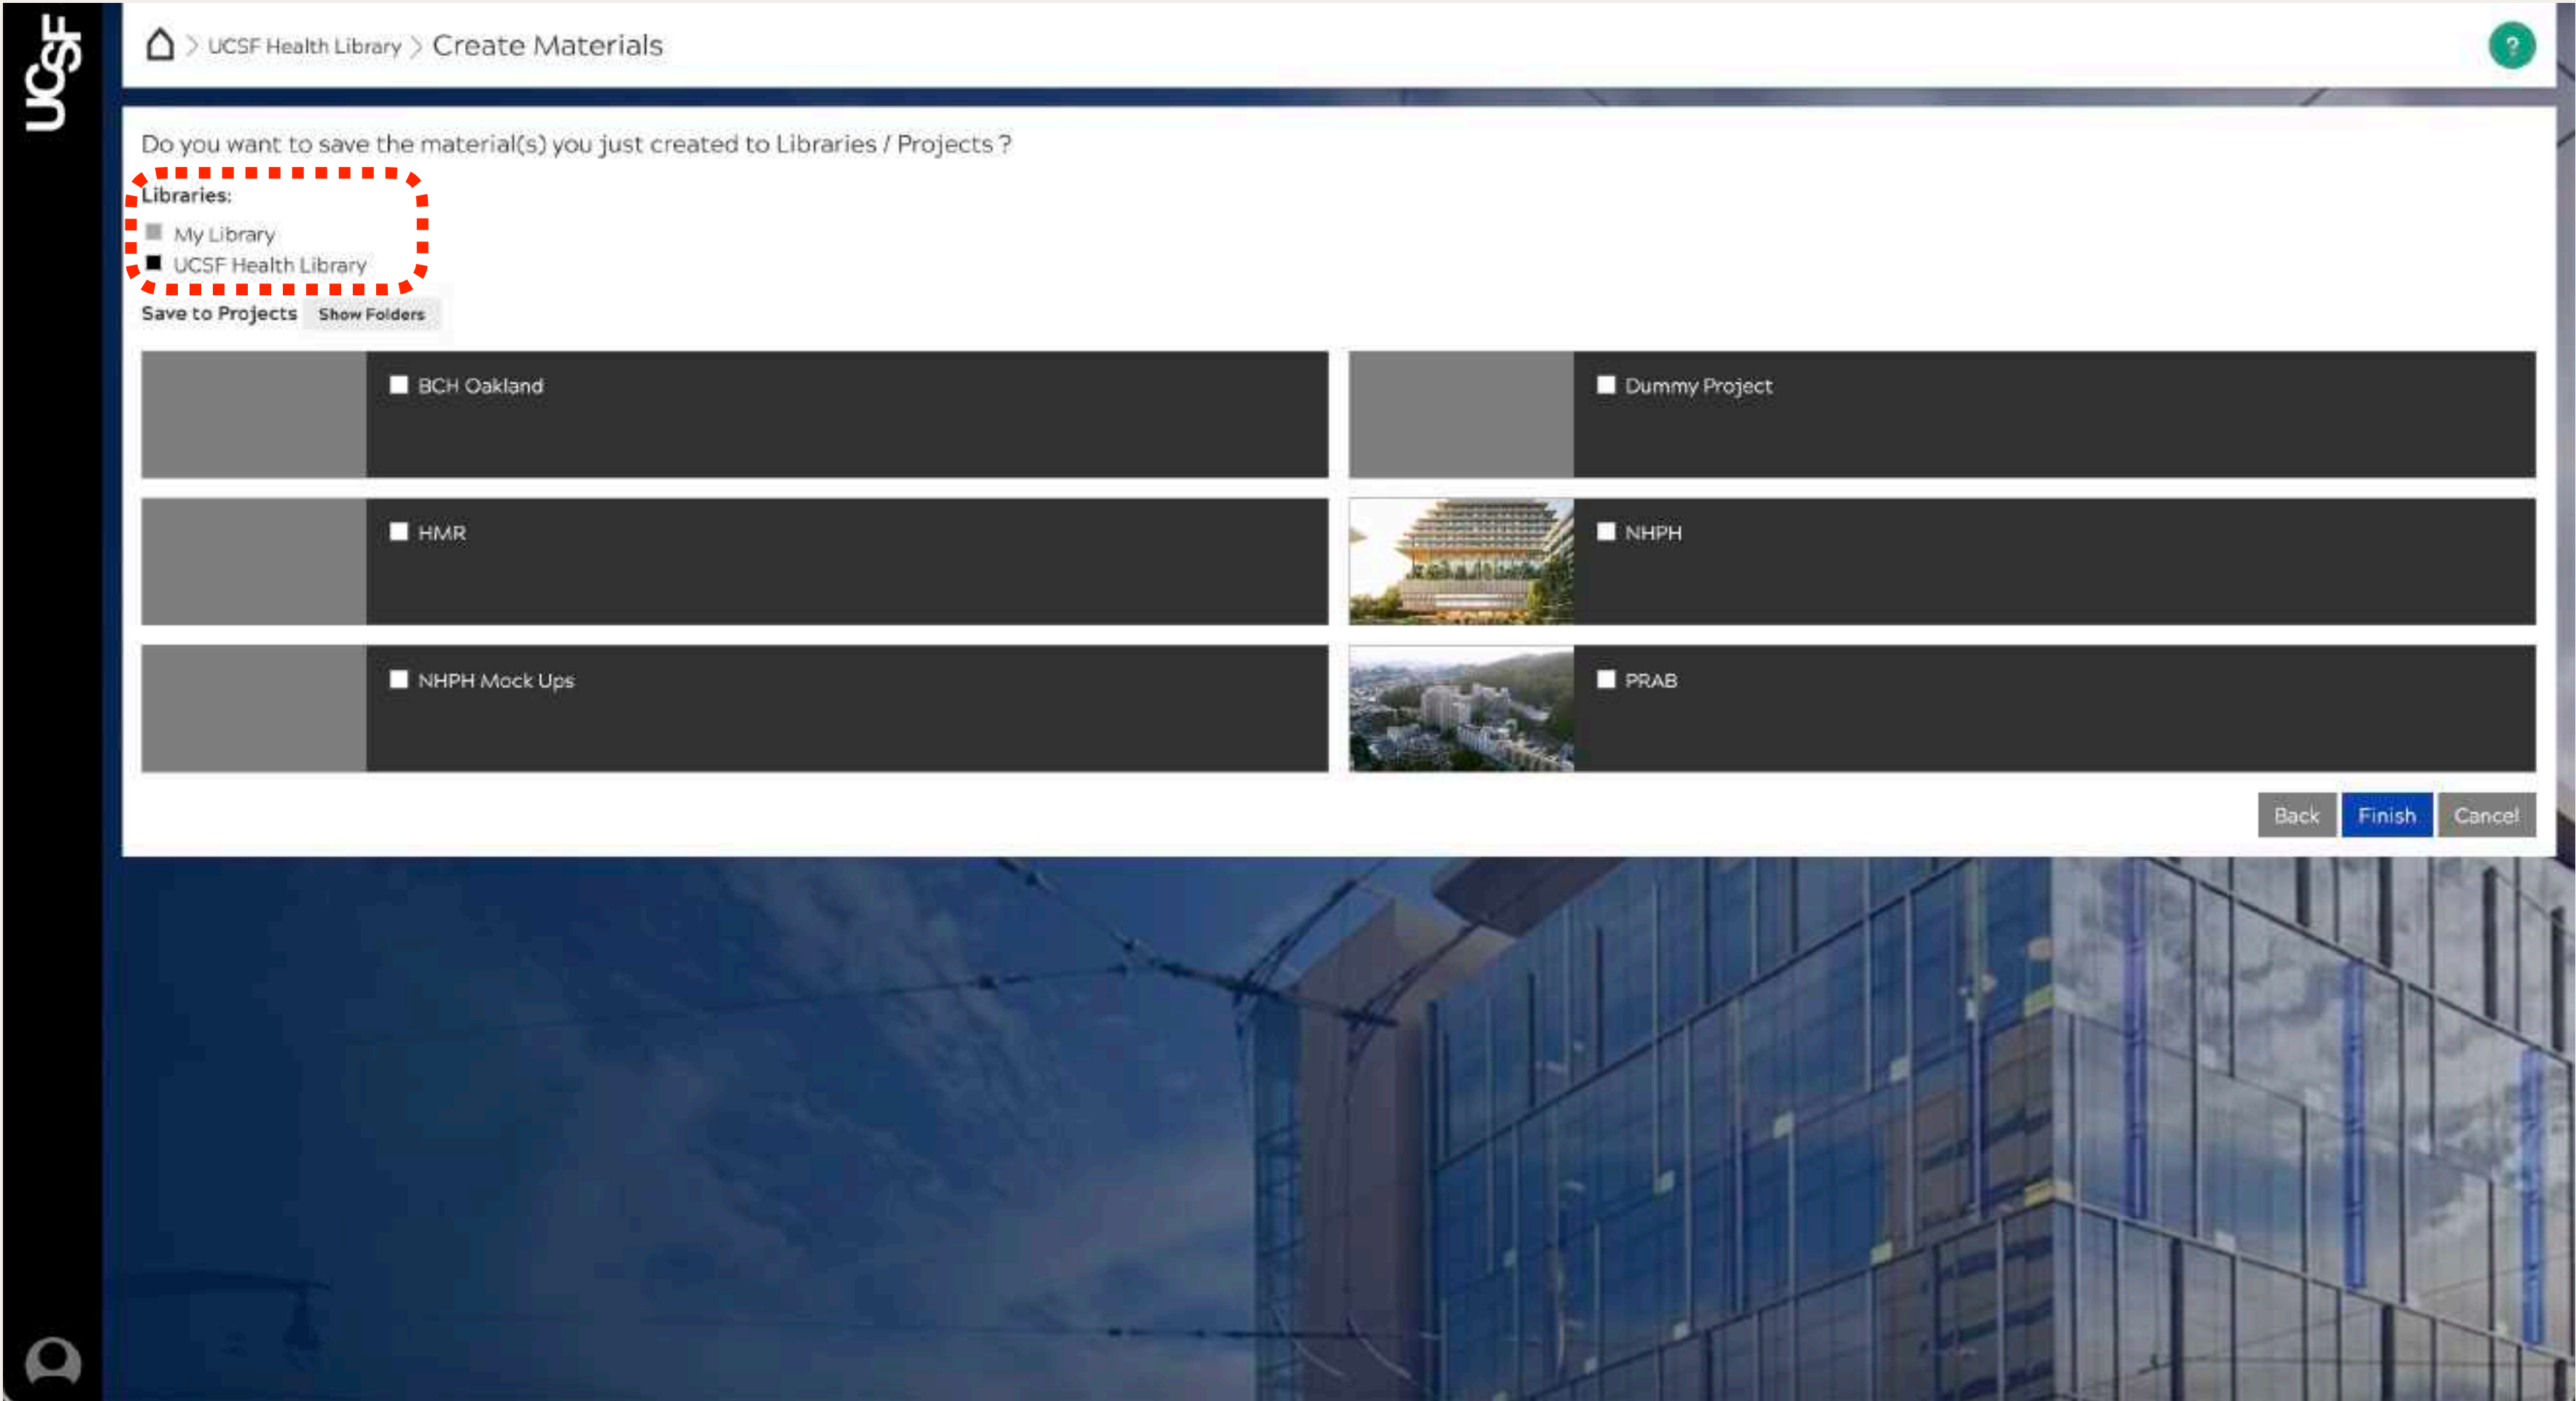 UCSF
UCSF Health Library > Create Materials
?
Do you want to save the material(s) you just created to Libraries / Projects ?
Libraries:
My Library
UCSF Health Library
Save to Projects Show Folders
BCH Oakland
Dummy Project
HMR
NHPH
NHPH Mock Ups
PRAB
Back Finish Cancel